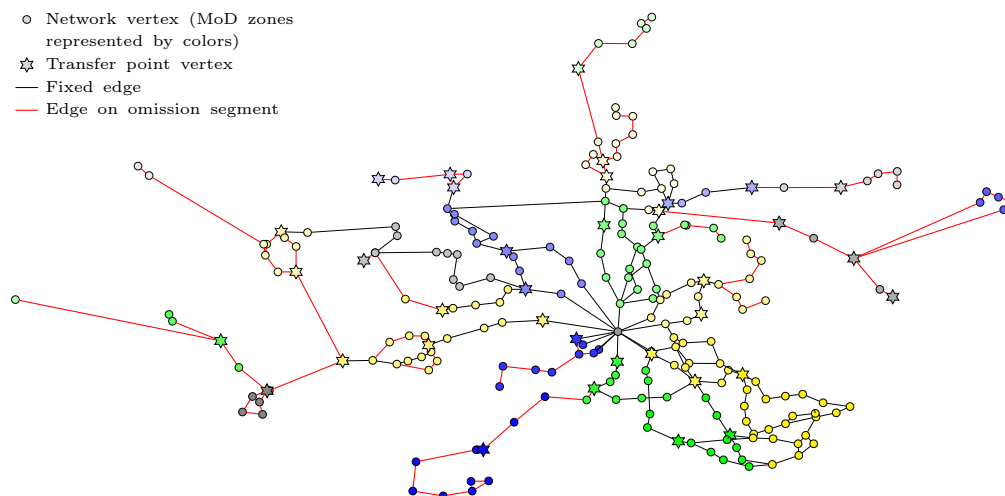 Network vertex (MoD zones
represented by colors)
Transfer point vertex
Fixed edge
Edge on omission segment